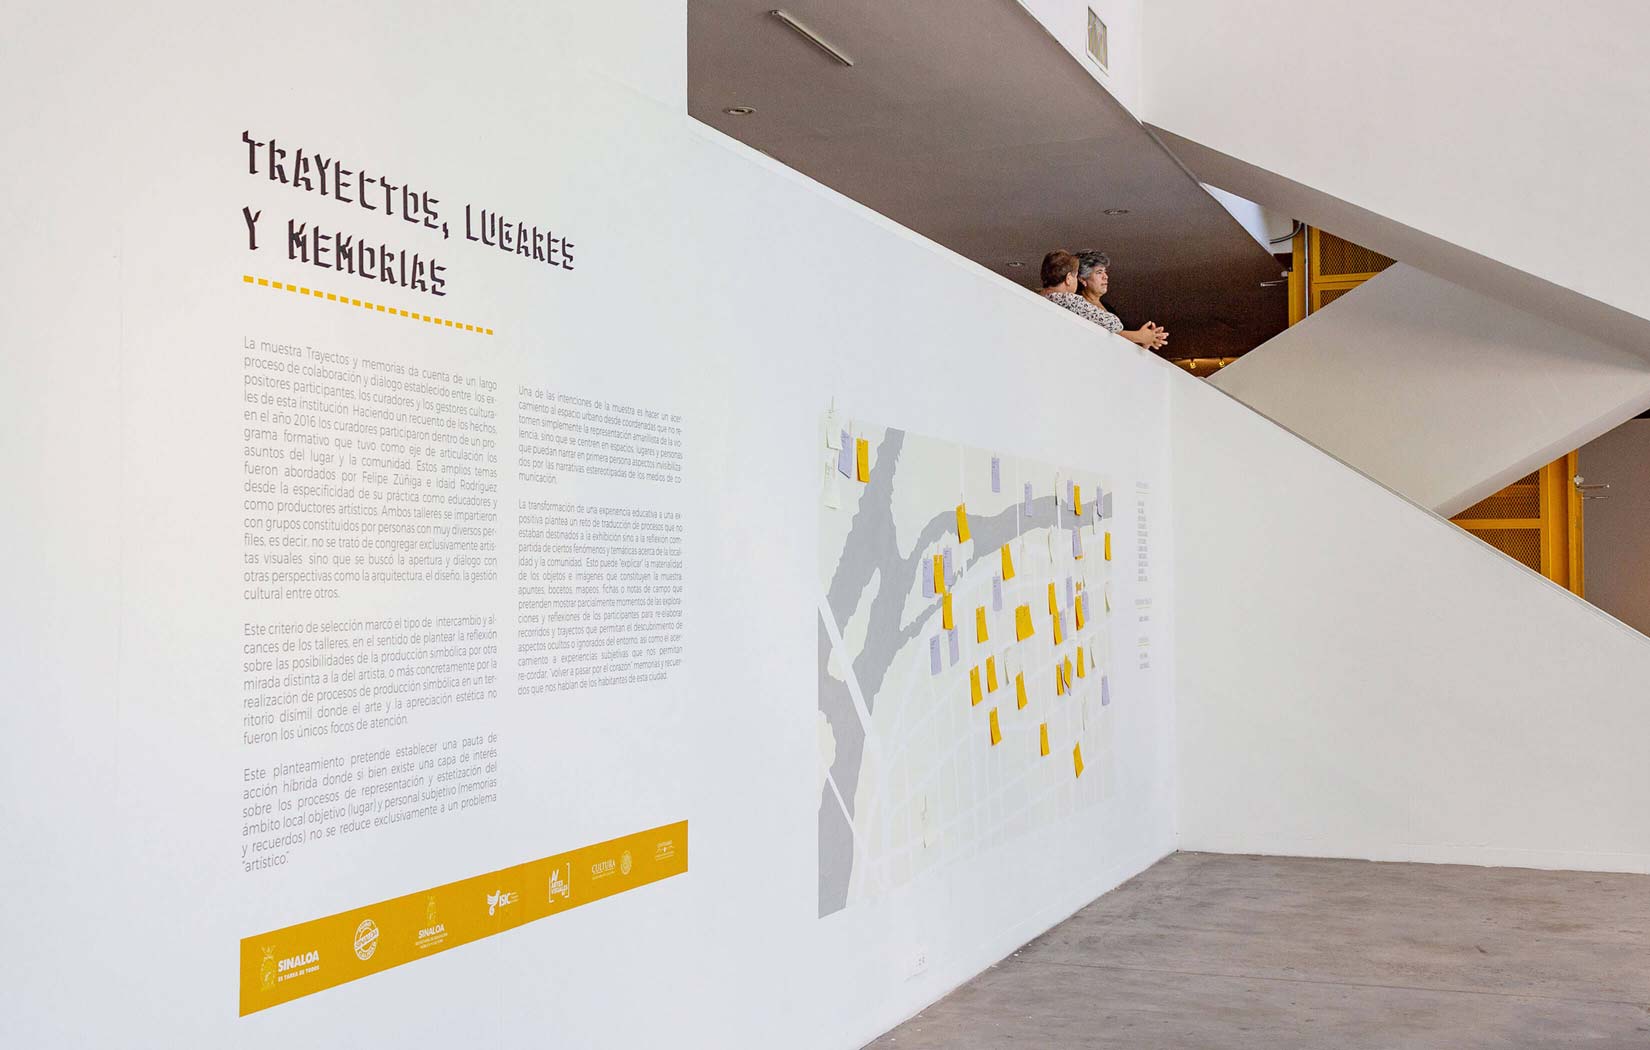 TRAYECTOS, LUGARES
Y MEMORIAS
La muestra Trayectos y memorias da cuenta de un largo
proceso de colaboración y diálogo establecido entre los ex-
positores participantes, los curadores y los gestores cultura-
les de esta institución. Haciendo un recuento de los hechos,
en el año 2016 los curadores participaron dentro de un pro-
grama formativo que tuvo como eje de articulación los
asuntos del lugar y la comunidad. Estos amplios temas
fueron abordados por Felipe Zúñiga e Idaid Rodríguez
desde la especificidad de su práctica como educadores y
como productores artísticos. Ambos talleres se impartieron
con grupos constituidos por personas con muy diversos per-
files, es decir, no se trató de congregar exclusivamente artis-
tas visuales, sino que se buscó la apertura y diálogo con
otras perspectivas como la arquitectura, el diseño, la gestión
cultural entre otros.
Este criterio de selección marcó el tipo de intercambio y al-
cances de los talleres, en el sentido de plantear la reflexión
sobre las posibilidades de la producción simbólica por otra
mirada distinta a la del artista, o más concretamente por la
realización de procesos de producción simbólica en un ter-
ritorio disímil donde el arte y la apreciación estética no
fueron los únicos focos de atención.
Este planteamiento pretende establecer una pauta de
acción híbrida donde si bien existe una capa de interés
sobre los procesos de representación y estetización del
ámbito local objetivo (lugar) y personal subjetivo (memorias
y recuerdos) no se reduce exclusivamente a un problema
"artístico."
Una de las intenciones de la muestra es hacer un acer-
camiento al espacio urbano desde coordenadas que no re-
tomen simplemente la representación amarillista de la vio-
lencia, sino que se centren en espacios, lugares y personas
que puedan narrar en primera persona aspectos invisibiliza-
dos por las narrativas estereotipadas de los medios de co-
municación.
La transformación de una experiencia educativa a una ex-
positiva plantea un reto de traducción de procesos que no
estaban destinados a la exhibición sino a la reflexión com-
partida de ciertos fenómenos y temáticas acerca de la local-
idad y la comunidad. Esto puede "explicar" la materialidad
de los objetos e imágenes que constituyen la muestra:
apuntes, bocetos, mapeos, fichas o notas de campo que
pretenden mostrar parcialmente momentos de las explora-
ciones y reflexiones de los participantes para re-elaborar
recorridos y trayectos que permitan el descubrimiento de
aspectos ocultos o ignorados del entorno, así como el acer-
camiento a experiencias subjetivas que nos permitan
re-cordar, "volver a pasar por el corazón" memorias y recuer-
dos que nos hablan de los habitantes de esta ciudad.
SINALOA
ES TAREA DE TODOS
SINALOA
SINALOA
ISIC
ARTES
VISUALES
CULTURA